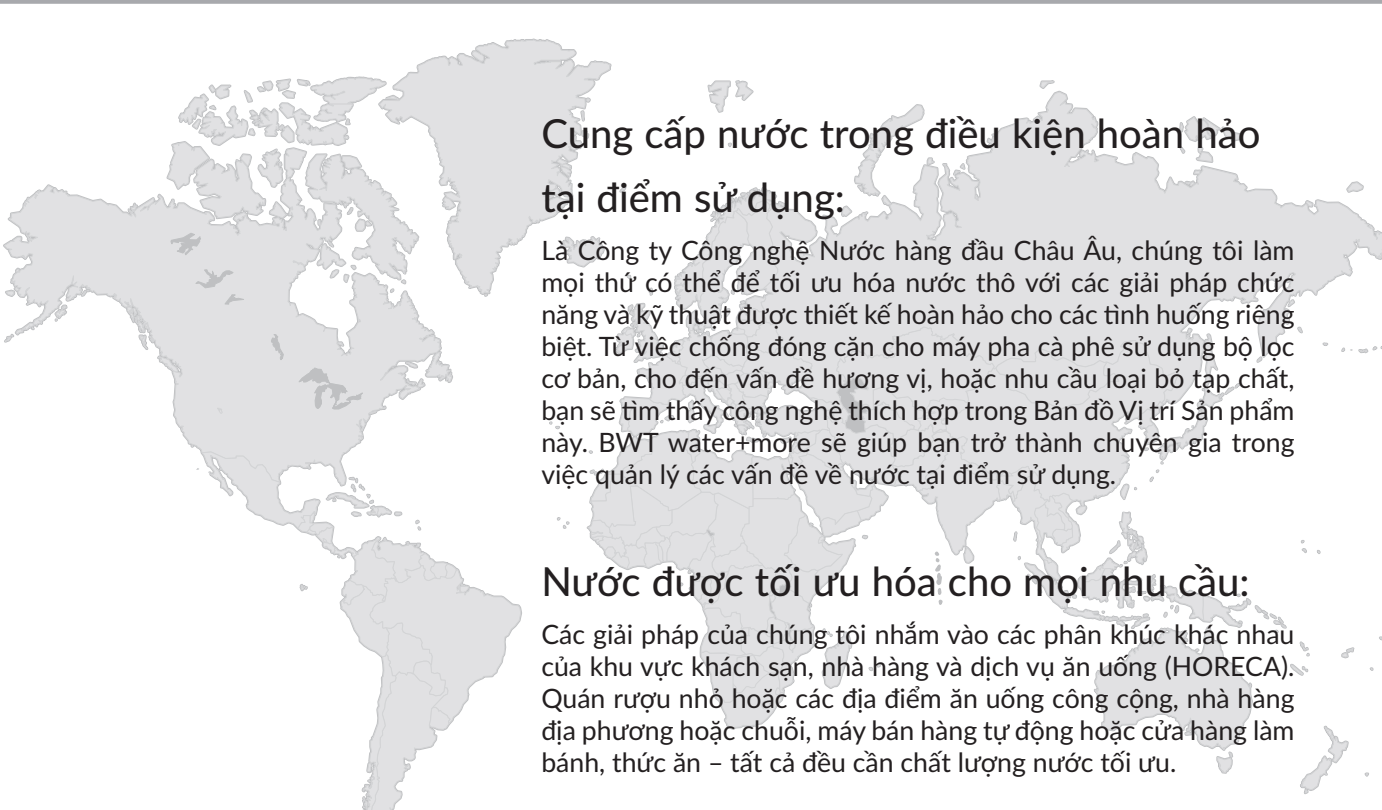 Cung cấp nước trong điều kiện hoàn hảo
tại điểm sử dụng:
Là Công ty Công nghệ Nước hàng đầu Châu Âu, chúng tôi làm
mọi thứ có thể để tối ưu hóa nước thô với các giải pháp chức
năng và kỹ thuật được thiết kế hoàn hảo cho các tình huống riêng
biệt. Từ việc chống đóng cặn cho máy pha cà phê sử dụng bộ lọc
cơ bản, cho đến vấn đề hương vị, hoặc nhu cầu loại bỏ tạp chất,
bạn sẽ tìm thấy công nghệ thích hợp trong Bản đồ Vị trí Sản phẩm
này. BWT water+more sẽ giúp bạn trở thành chuyên gia trong
việc quản lý các vấn đề về nước tại điểm sử dụng.
Nước được tối ưu hóa cho mọi nhu cầu:
Các giải pháp của chúng tôi nhắm vào các phân khúc khác nhau
của khu vực khách sạn, nhà hàng và dịch vụ ăn uống (HORECA).
Quán rượu nhỏ hoặc các địa điểm ăn uống công cộng, nhà hàng
địa phương hoặc chuỗi, máy bán hàng tự động hoặc cửa hàng làm
bánh, thức ăn – tất cả đều cần chất lượng nước tối ưu.